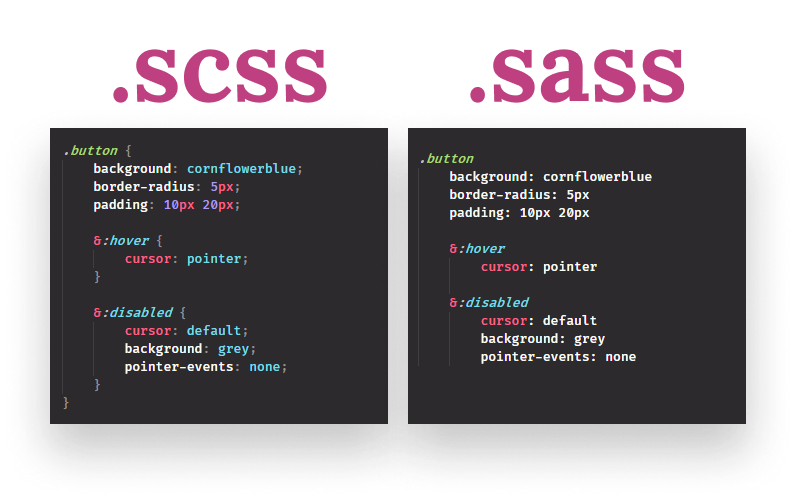 .scss
.button {
background: cornflowerblue;
border-radius: 5px;
padding: 10px 20px;
&:hover {
cursor: pointer;
}
&:disabled {
cursor: default;
background: grey;
pointer-events: none;
}
}
.sass
.button
background: cornflowerblue
border-radius: 5px
padding: 10px 20px
&:hover
cursor: pointer
&:disabled
cursor: default
background: grey
pointer-events: none